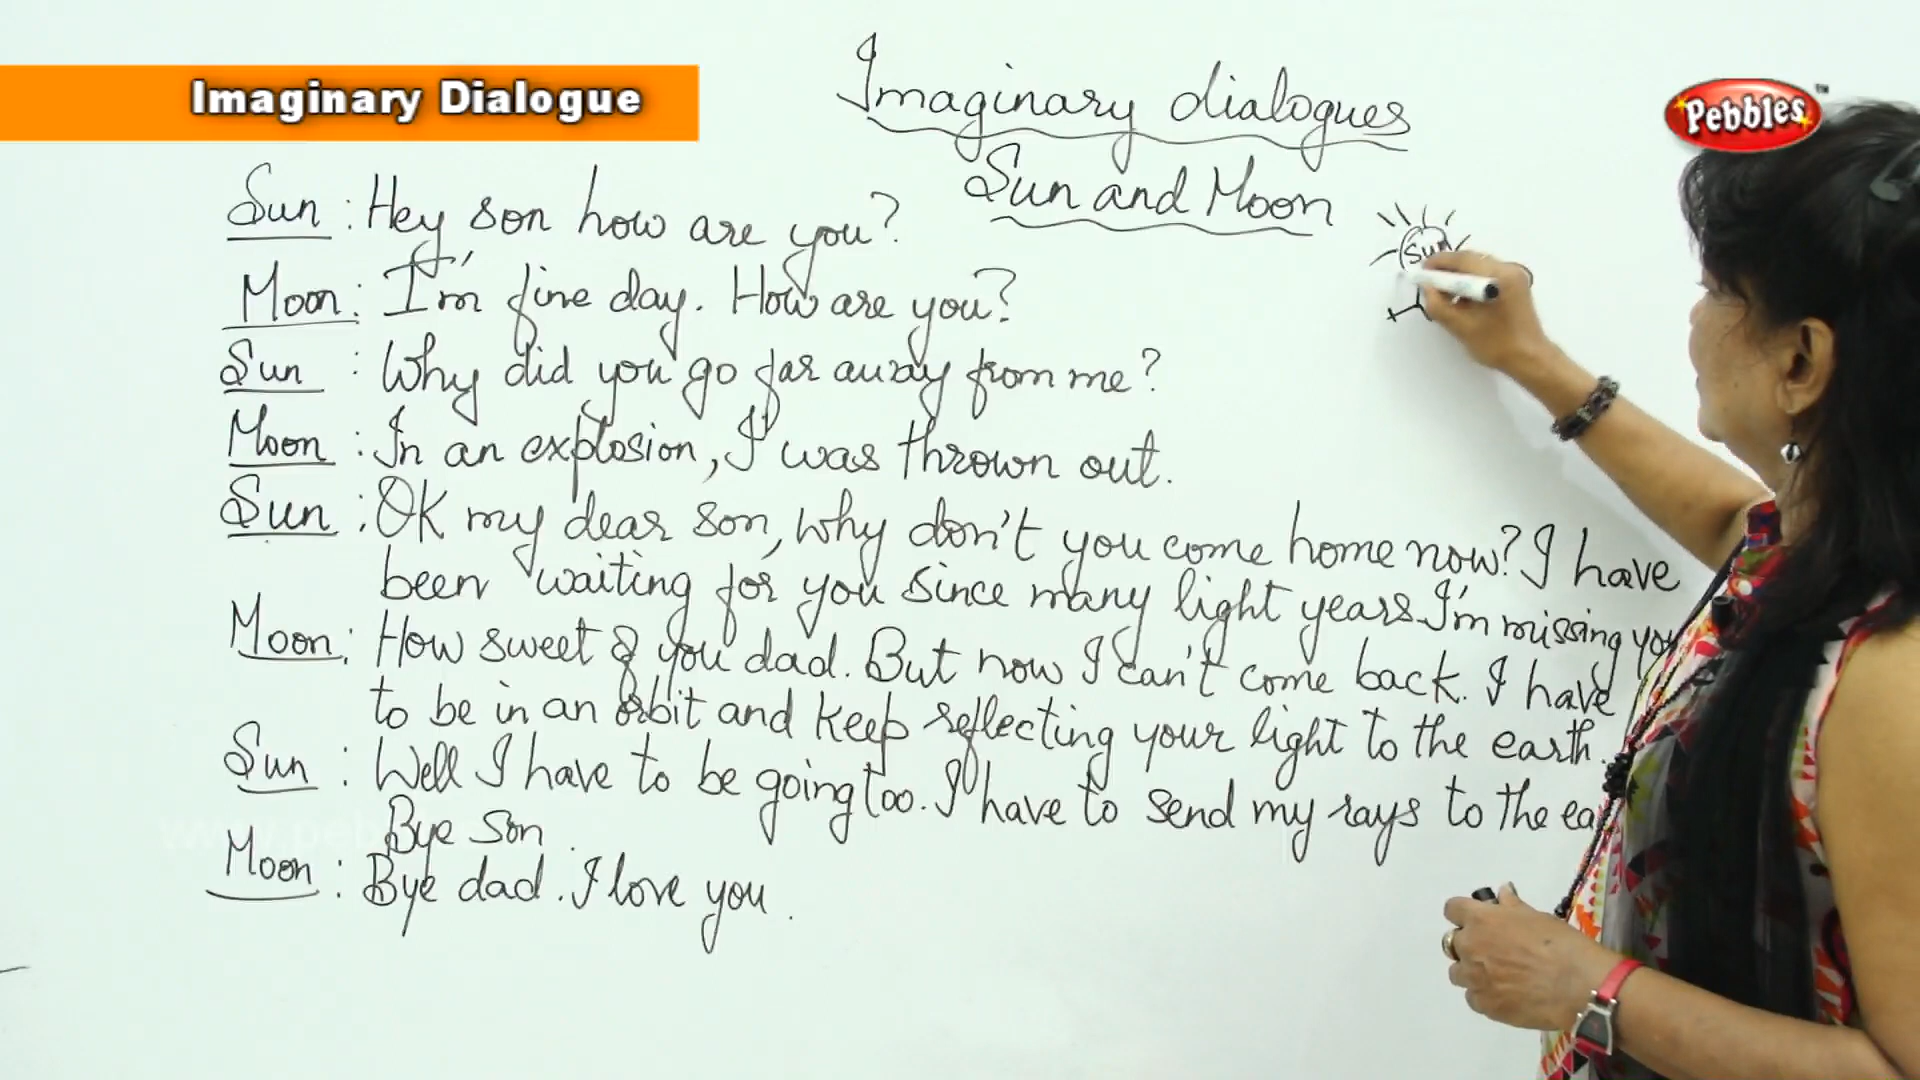 Imaginary Dialogue
Imaginary dialogues
Pebbles™
Sun and Moon
Sun
Sun : Hey son how are you?
Moon : I'm fine day. How are you?
Sun : Why did you go far away from me?
Moon : In an explosion, I was thrown out.
Sun : OK my dear son, why don't you come home now? I have
been waiting for you since many light years I'm missing you
Moon : How sweet of you dad. But now I can't come back. I have
to be in an orbit and keep reflecting your light to the earth.
Sun : Well I have to be going too. I have to send my rays to the ea
Bye Son
Moon : Bye dad. I love you.